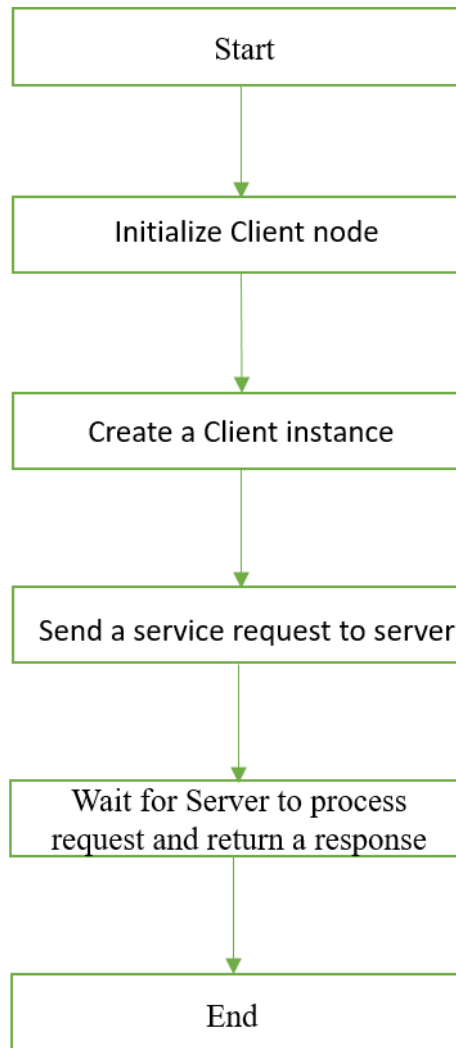 Start
Initialize Client node
Create a Client instance
Send a service request to server
Wait for Server to process
request and return a response
End